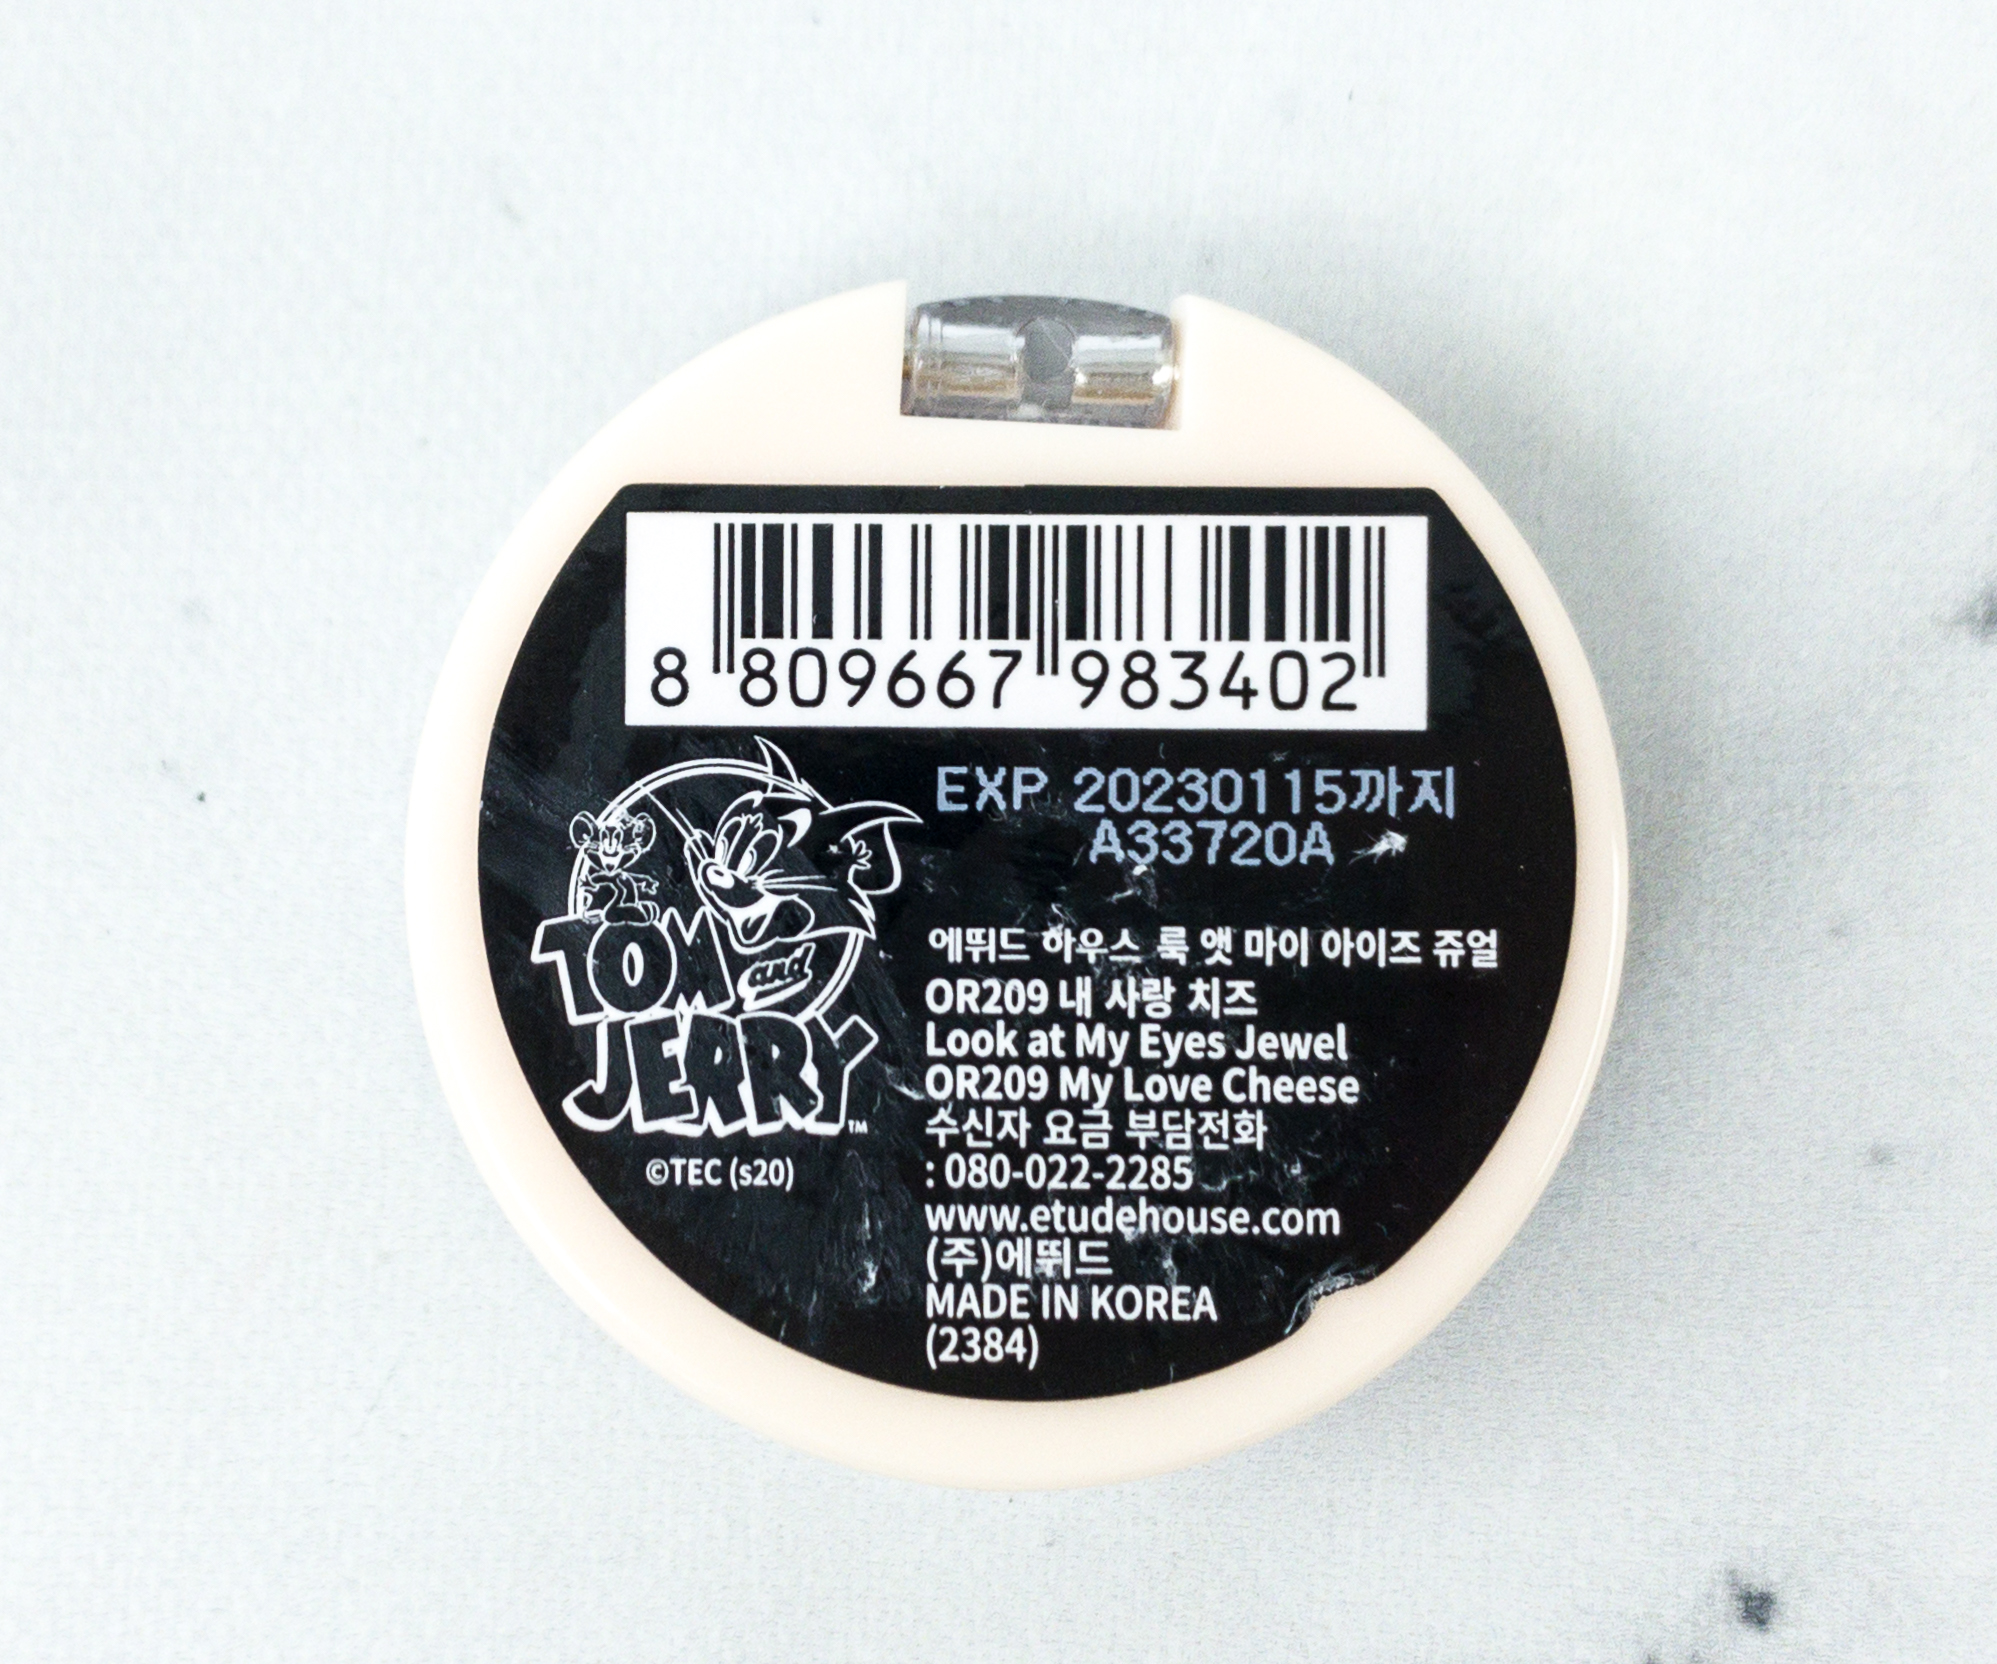 8 809667 983402
EXP 20230115까지
A33720A
TOM and
JERRY™
©TEC (s20)
에뛰드 하우스 룩 앳 마이 아이즈 쥬얼
OR209 내 사랑 치즈
Look at My Eyes Jewel
OR209 My Love Cheese
수신자 요금 부담전화
: 080-022-2285
www.etudehouse.com
(주)에뛰드
MADE IN KOREA
(2384)